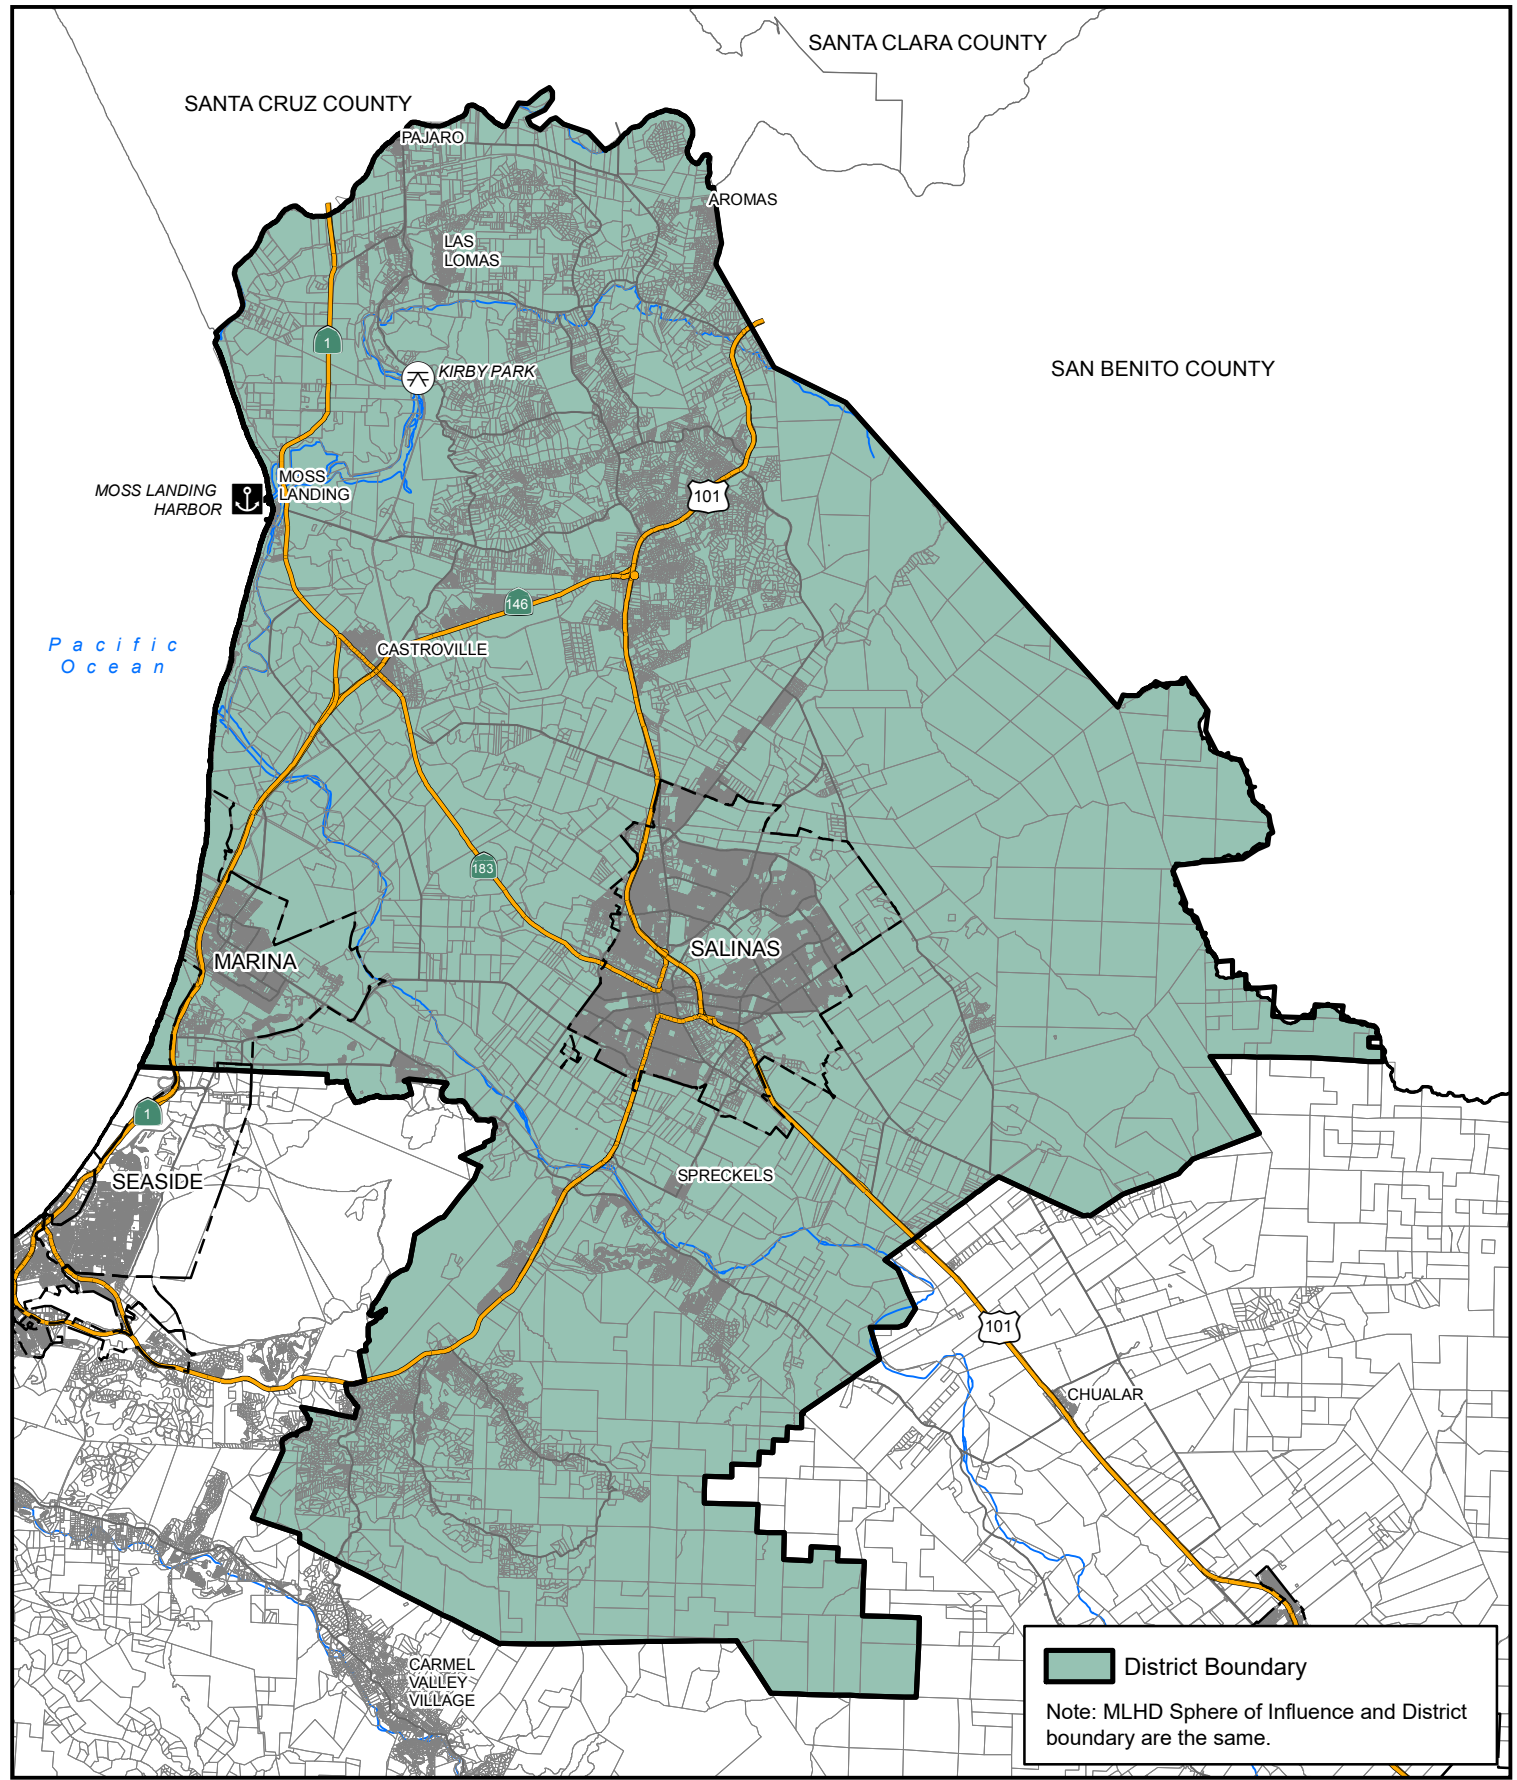 SANTA CLARA COUNTY
SANTA CRUZ COUNTY
PAJARO
AROMAS
LAS
LOMAS
1
SAN BENITO COUNTY
KIRBY PARK
MOSS
LANDING
MOSS LANDING
HARBOR
101
146
Pacific
Ocean
CASTROVILLE
183
SALINAS
MARINA
1
SEASIDE
SPRECKELS
101
CHUALAR
CARMEL
VALLEY
VILLAGE
District Boundary
Note: MLHD Sphere of Influence and District
boundary are the same.